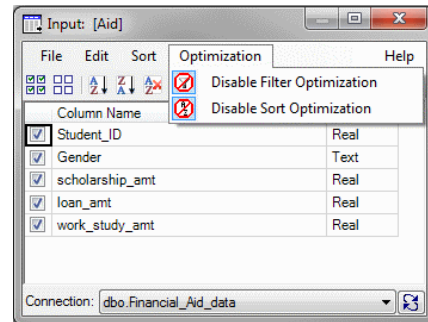 Input: [Aid]
File Edit Sort Optimization Help
Disable Filter Optimization
Disable Sort Optimization
Column Name
Student_ID Real
Gender Text
scholarship_amt Real
loan_amt Real
work_study_amt Real
Connection: dbo.Financial_Aid_data